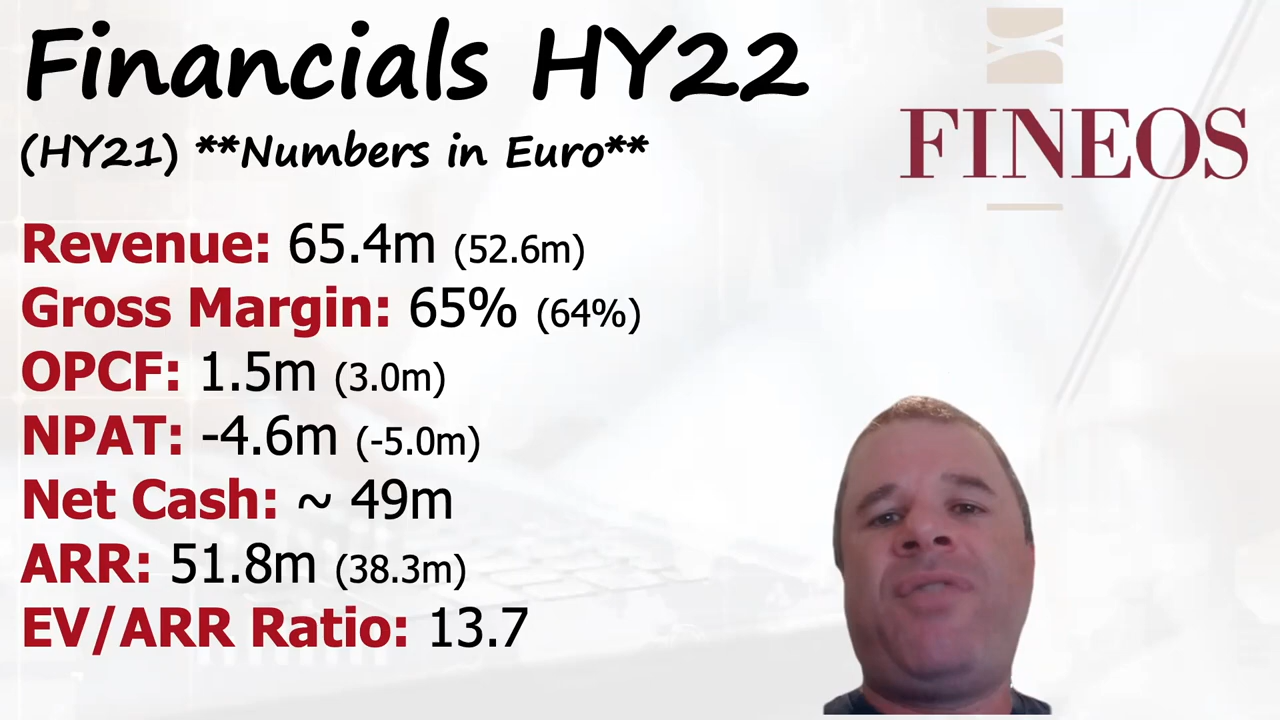 Financials HY22
(HY21) **Numbers in Euro**
FINEOS
Revenue: 65.4m (52.6m)
Gross Margin: 65% (64%)
OPCF: 1.5m (3.0m)
NPAT: -4.6m (-5.0m)
Net Cash: ~ 49m
ARR: 51.8m (38.3m)
EV/ARR Ratio: 13.7